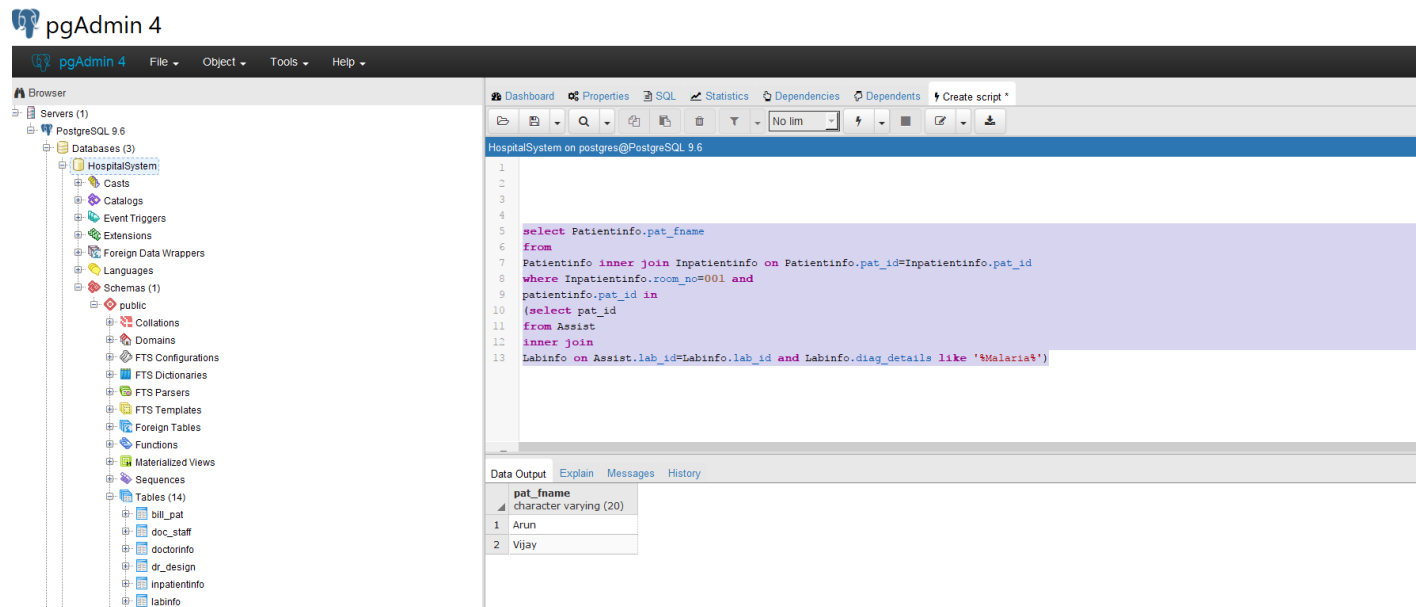 pgAdmin 4
pgAdmin 4 File Object Tools Help
Browser
Servers (1)
PostgreSQL 9.6
Databases (3)
HospitalSystem
Casts
Catalogs
Event Triggers
Extensions
Foreign Data Wrappers
Languages
Schemas (1)
public
Collations
Domains
FTS Configurations
FTS Dictionaries
FTS Parsers
FTS Templates
Foreign Tables
Functions
Materialized Views
Sequences
Tables (14)
bill_pat
doc_staff
doctorinfo
dr_design
inpatientinfo
labinfo
Dashboard Properties SQL Statistics Dependencies Dependents Create script *
No lim
HospitalSystem on postgres@PostgreSQL 9.6
1
2
3
4
5 select Patientinfo.pat_fname
6 from
7 Patientinfo inner join Inpatientinfo on Patientinfo.pat_id=Inpatientinfo.pat_id
8 where Inpatientinfo.room_no=001 and
9 patientinfo.pat_id in
10 (select pat_id
11 from Assist
12 inner join
13 Labinfo on Assist.lab_id=Labinfo.lab_id and Labinfo.diag_details like '%Malaria%')
Data Output Explain Messages History
pat_fname
character varying (20)
1 Arun
2 Vijay